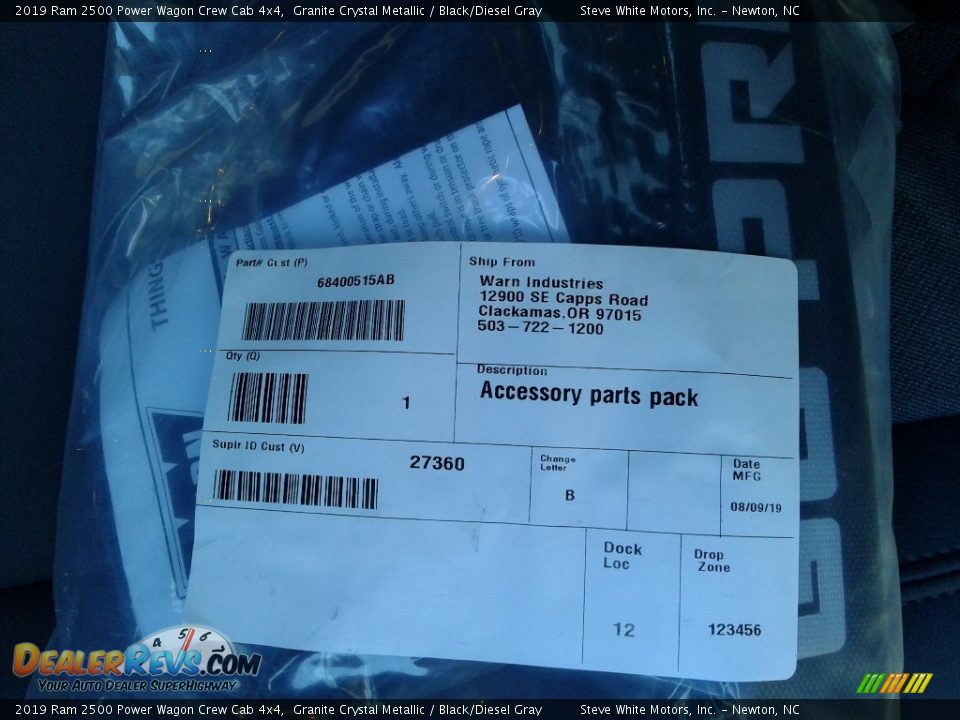 2019 Ram 2500 Power Wagon Crew Cab 4x4, Granite Crystal Metallic / Black/Diesel Gray Steve White Motors, Inc. - Newton, NC
THING
Part# Cust (P)
68400515AB
Ship From
Warn Industries
12900 SE Capps Road
Clackamas,OR 97015
503-722-1200
Qty (Q)
1
Description
Accessory parts pack
Suplr ID Cust (V)
27360
Change
Letter
B
Date
MFG
08/09/19
Dock
Loc
12
Drop
Zone
123456
4 5 6
DealerRevs.com
Your Auto Dealer SuperHighway
2019 Ram 2500 Power Wagon Crew Cab 4x4, Granite Crystal Metallic / Black/Diesel Gray Steve White Motors, Inc. - Newton, NC